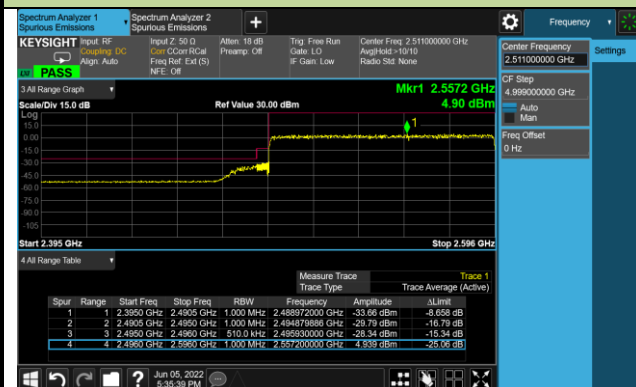 Spectrum Analyzer 1
Spurious Emissions
Spectrum Analyzer 2
Spurious Emissions
+
Frequency
KEYSIGHT
Input: RF
Coupling: DC
Align: Auto
Input Z: 50 Ω
Corr CCorr RCal
Freq Ref: Ext (S)
NFE: Off
Atten: 18 dB
Preamp: Off
Trig: Free Run
Gate: LO
IF Gain: Low
Center Freq: 2.511000000 GHz
Avg|Hold:>10/10
Radio Std: None
PASS
Center Frequency
2.511000000 GHz
Settings
CF Step
4.999000000 GHz
Auto
Man
Freq Offset
0 Hz
3 All Range Graph
Mkr1 2.5572 GHz
Scale/Div 15.0 dB
Ref Value 30.00 dBm
4.90 dBm
Log
15.0
0.00
-15.0
-30.0
-45.0
-60.0
-75.0
-90.0
-105
1
Start 2.395 GHz
Stop 2.596 GHz
4 All Range Table
Measure Trace Trace 1
Trace Type Trace Average (Active)
Spur Range Start Freq Stop Freq RBW Frequency Amplitude ΔLimit
1 1 2.3950 GHz 2.4905 GHz 1.000 MHz 2.488972000 GHz -33.66 dBm -8.658 dB
2 2 2.4905 GHz 2.4950 GHz 1.000 MHz 2.494879886 GHz -29.79 dBm -16.79 dB
3 3 2.4950 GHz 2.4960 GHz 510.0 kHz 2.495930000 GHz -28.34 dBm -15.34 dB
4 4 2.4960 GHz 2.5960 GHz 1.000 MHz 2.557200000 GHz 4.939 dBm -25.06 dB
?
Jun 05, 2022
5:35:39 PM